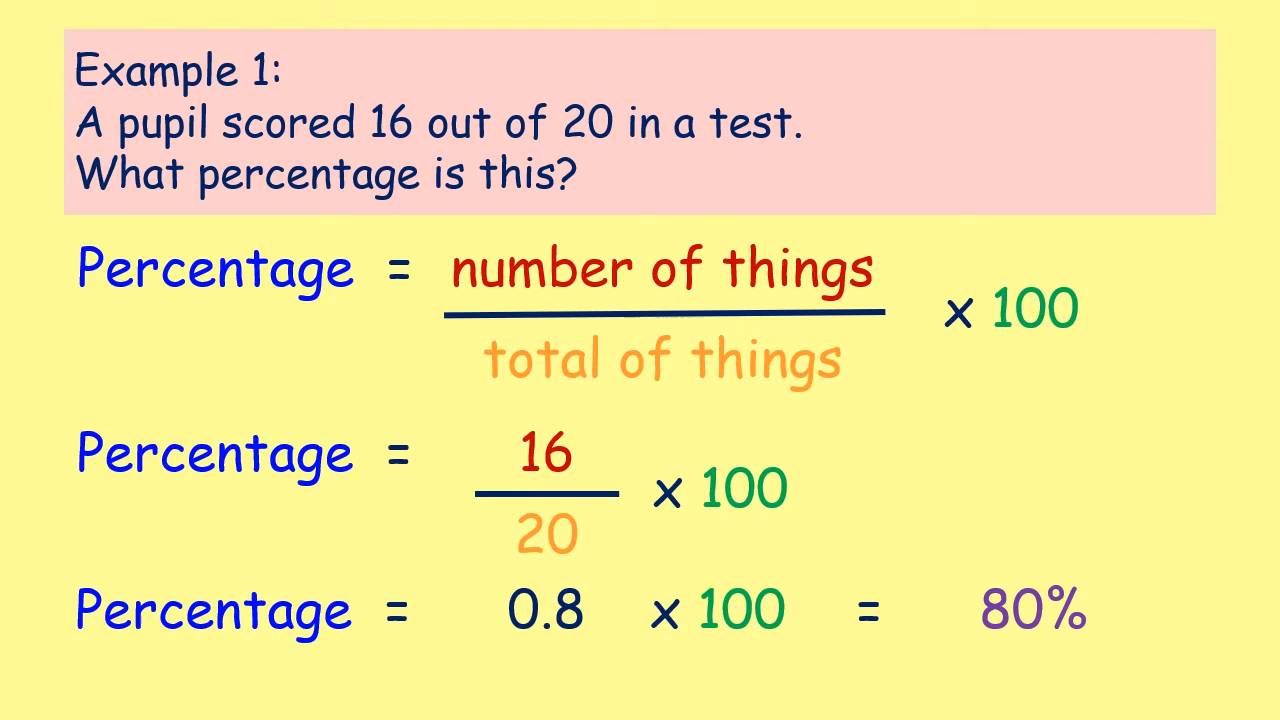 Example 1:
A pupil scored 16 out of 20 in a test.
What percentage is this?
Percentage = number of things
x 100
total of things
Percentage = 16
x 100
20
Percentage = 0.8 x 100 = 80%